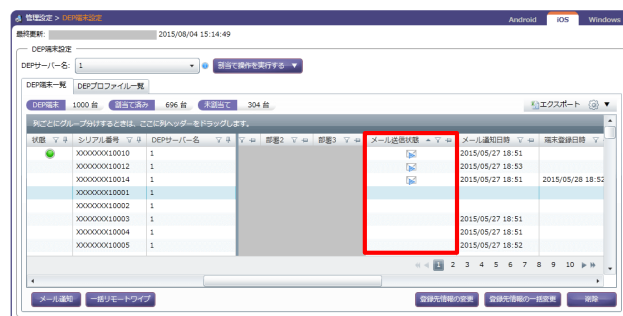 管理設定 > DEP端末設定
Android iOS Windows
最終更新: 2015/08/04 15:14:49
DEP端末設定
DEPサーバー名: 1 割当て操作を実行する ▼
DEP端末一覧 DEPプロファイル一覧
DEP端末 1000 台 割当て済み 696 台 未割当て 304 台 エクスポート
列ごとにグループ分けするときは、ここに列ヘッダーをドラッグします。
状態 シリアル番号 DEPサーバー名 部署2 部署3 メール送信状態 メール通知日時 端末登録日時
XXXXXXX10010 1 2015/05/27 18:51
XXXXXXX10012 1 2015/05/27 18:53
XXXXXXX10014 1 2015/05/27 18:51 2015/05/28 18:52
XXXXXXX10001 1
XXXXXXX10002 1
XXXXXXX10003 1 2015/05/27 18:51
XXXXXXX10004 1 2015/05/27 18:51
XXXXXXX10005 1 2015/05/27 18:52
1 2 3 4 5 6 7 8 9 10
メール通知 一括リモートワイプ 登録先情報の変更 登録先情報の一括変更 削除